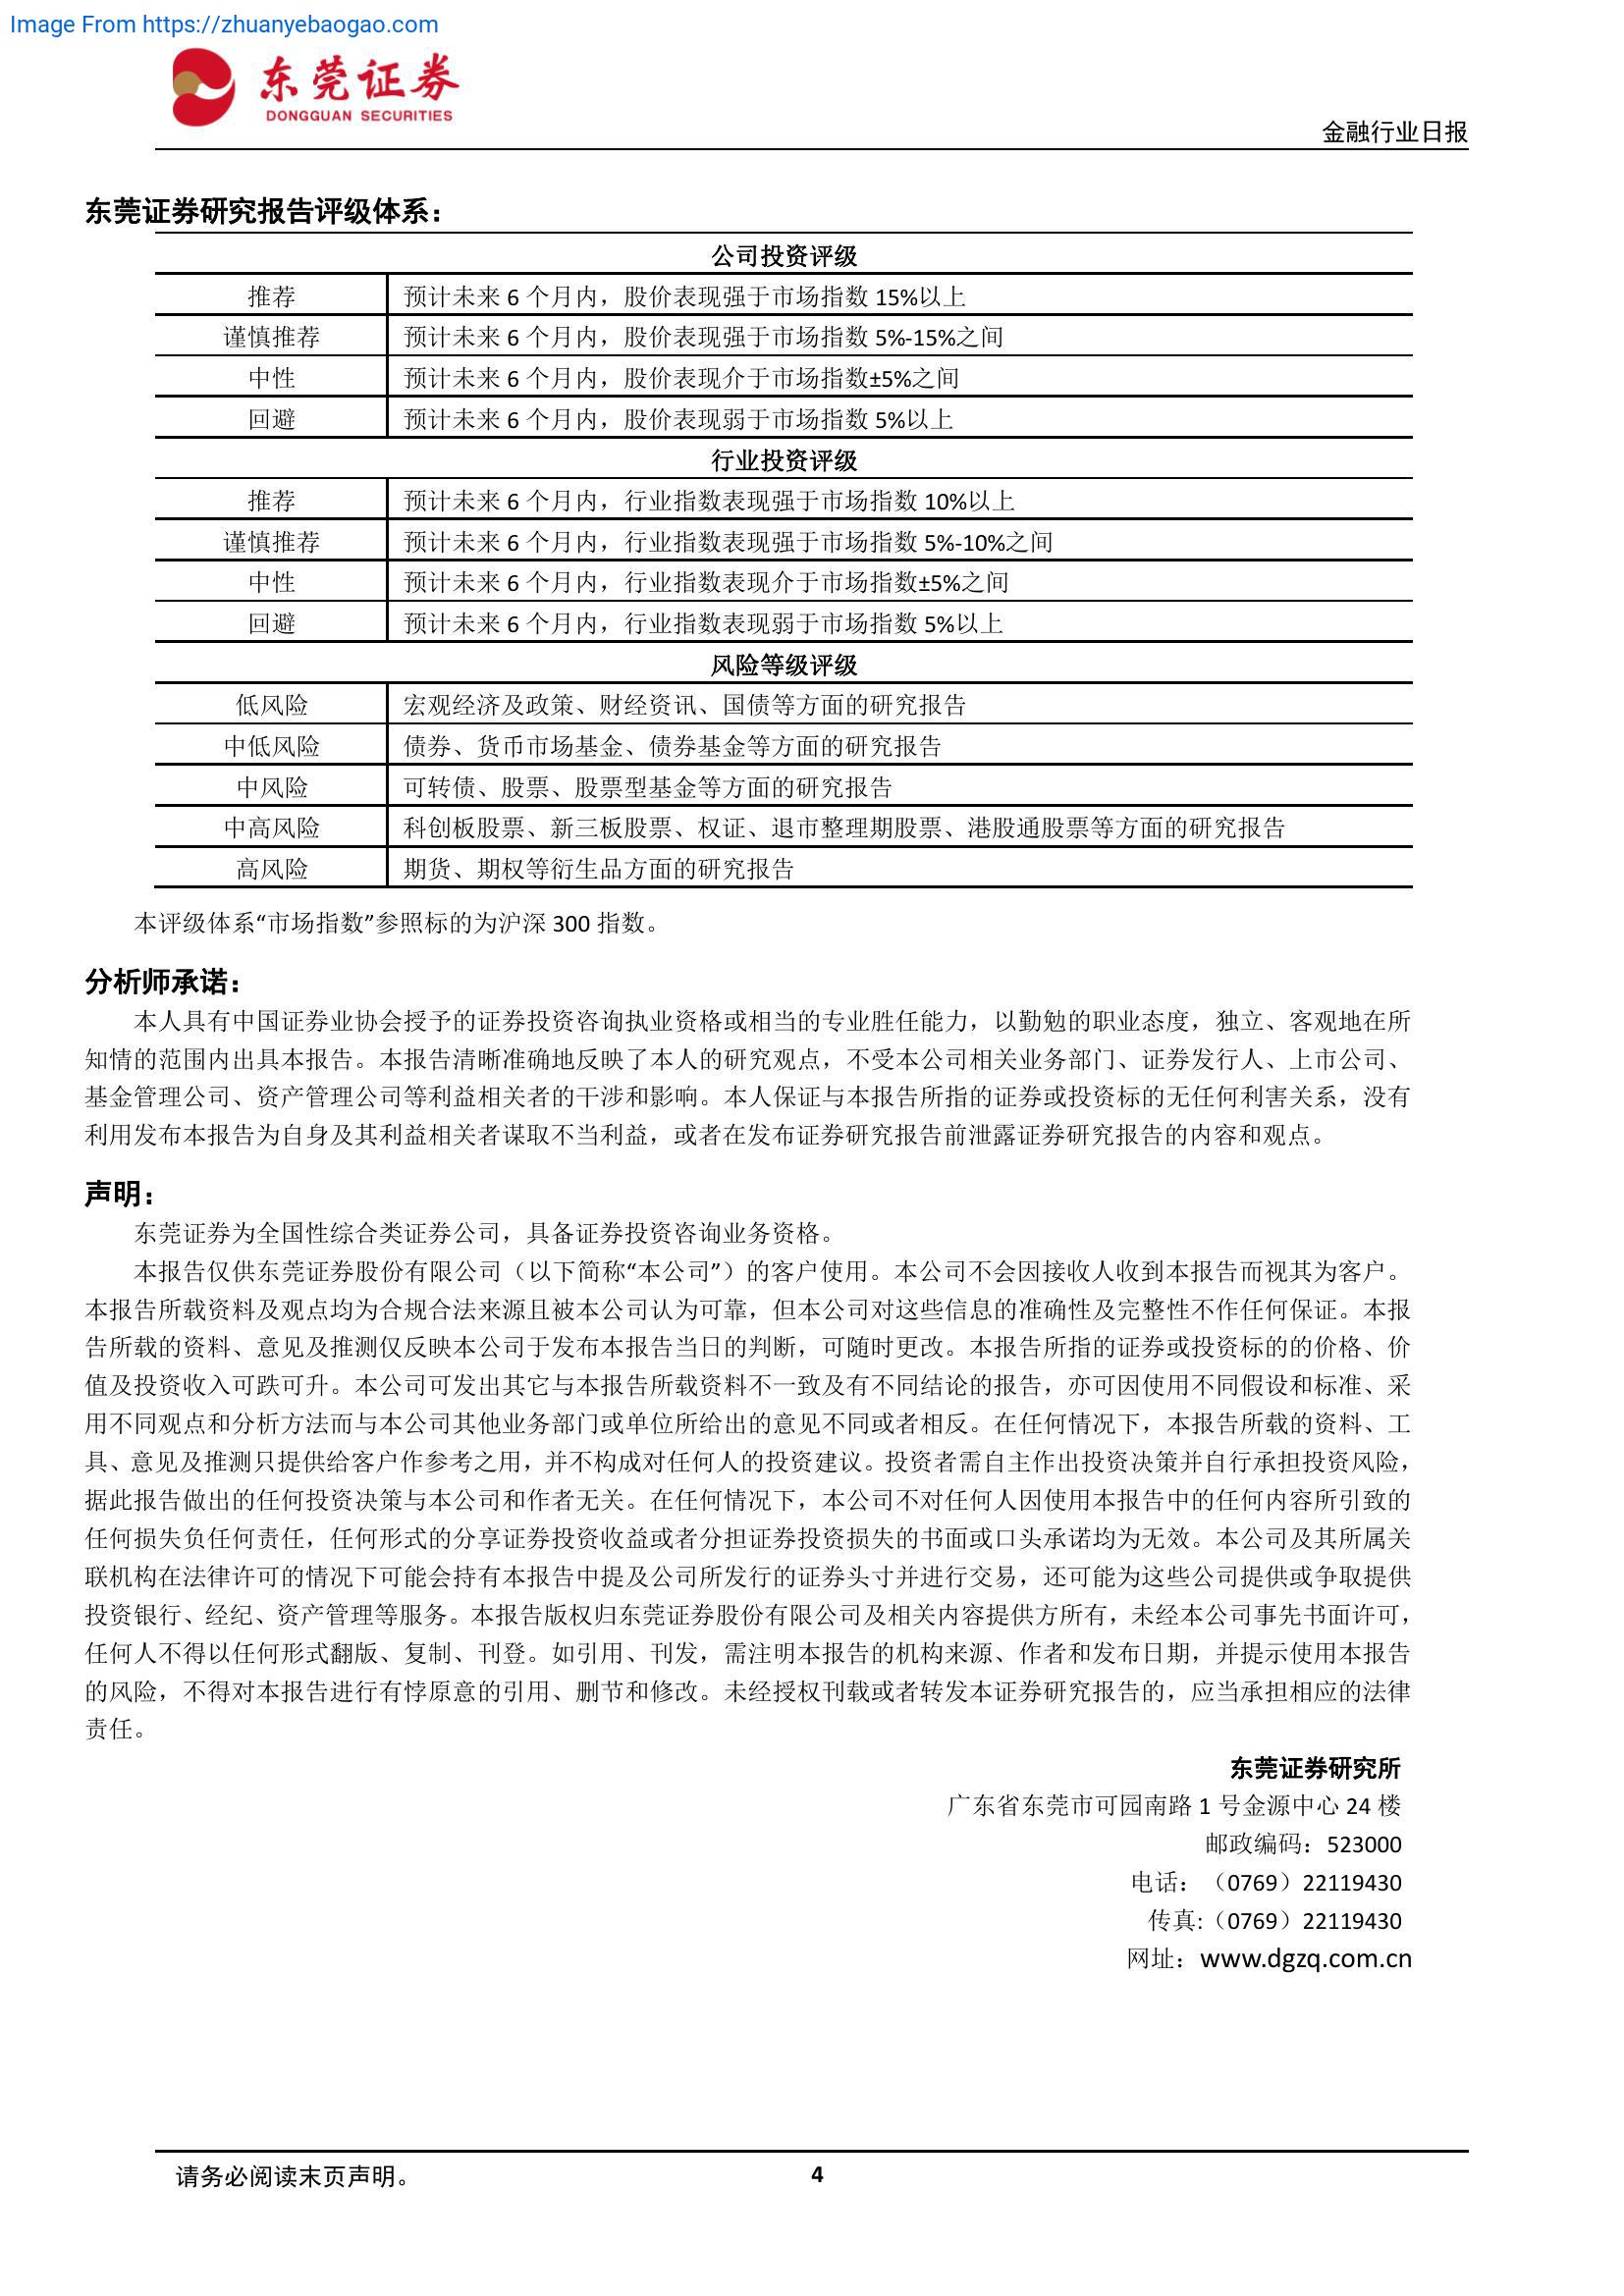 Image From https://zhuanyebaogao.com
东莞证券
DONGGUAN SECURITIES
金融行业日报
东莞证券研究报告评级体系：
公司投资评级
推荐 预计未来 6 个月内，股价表现强于市场指数 15%以上
谨慎推荐 预计未来 6 个月内，股价表现强于市场指数 5%-15%之间
中性 预计未来 6 个月内，股价表现介于市场指数±5%之间
回避 预计未来 6 个月内，股价表现弱于市场指数 5%以上
行业投资评级
推荐 预计未来 6 个月内，行业指数表现强于市场指数 10%以上
谨慎推荐 预计未来 6 个月内，行业指数表现强于市场指数 5%-10%之间
中性 预计未来 6 个月内，行业指数表现介于市场指数±5%之间
回避 预计未来 6 个月内，行业指数表现弱于市场指数 5%以上
风险等级评级
低风险 宏观经济及政策、财经资讯、国债等方面的研究报告
中低风险 债券、货币市场基金、债券基金等方面的研究报告
中风险 可转债、股票、股票型基金等方面的研究报告
中高风险 科创板股票、新三板股票、权证、退市整理期股票、港股通股票等方面的研究报告
高风险 期货、期权等衍生品方面的研究报告
本评级体系“市场指数”参照标的为沪深 300 指数。
分析师承诺：
本人具有中国证券业协会授予的证券投资咨询执业资格或相当的专业胜任能力，以勤勉的职业态度，独立、客观地在所
知情的范围内出具本报告。本报告清晰准确地反映了本人的研究观点，不受本公司相关业务部门、证券发行人、上市公司、
基金管理公司、资产管理公司等利益相关者的干涉和影响。本人保证与本报告所指的证券或投资标的无任何利害关系，没有
利用发布本报告为自身及其利益相关者谋取不当利益，或者在发布证券研究报告前泄露证券研究报告的内容和观点。
声明：
东莞证券为全国性综合类证券公司，具备证券投资咨询业务资格。
本报告仅供东莞证券股份有限公司（以下简称“本公司”）的客户使用。本公司不会因接收人收到本报告而视其为客户。
本报告所载资料及观点均为合规合法来源且被本公司认为可靠，但本公司对这些信息的准确性及完整性不作任何保证。本报
告所载的资料、意见及推测仅反映本公司于发布本报告当日的判断，可随时更改。本报告所指的证券或投资标的的价格、价
值及投资收入可跌可升。本公司可发出其它与本报告所载资料不一致及有不同结论的报告，亦可因使用不同假设和标准、采
用不同观点和分析方法而与本公司其他业务部门或单位所给出的意见不同或者相反。在任何情况下，本报告所载的资料、工
具、意见及推测只提供给客户作参考之用，并不构成对任何人的投资建议。投资者需自主作出投资决策并自行承担投资风险，
据此报告做出的任何投资决策与本公司和作者无关。在任何情况下，本公司不对任何人因使用本报告中的任何内容所引致的
任何损失负任何责任，任何形式的分享证券投资收益或者分担证券投资损失的书面或口头承诺均为无效。本公司及其所属关
联机构在法律许可的情况下可能会持有本报告中提及公司所发行的证券头寸并进行交易，还可能为这些公司提供或争取提供
投资银行、经纪、资产管理等服务。本报告版权归东莞证券股份有限公司及相关内容提供方所有，未经本公司事先书面许可，
任何人不得以任何形式翻版、复制、刊登。如引用、刊发，需注明本报告的机构来源、作者和发布日期，并提示使用本报告
的风险，不得对本报告进行有悖原意的引用、删节和修改。未经授权刊载或者转发本证券研究报告的，应当承担相应的法律
责任。
东莞证券研究所
广东省东莞市可园南路 1 号金源中心 24 楼
邮政编码：523000
电话：（0769）22119430
传真:（0769）22119430
网址：www.dgzq.com.cn
请务必阅读末页声明。
4